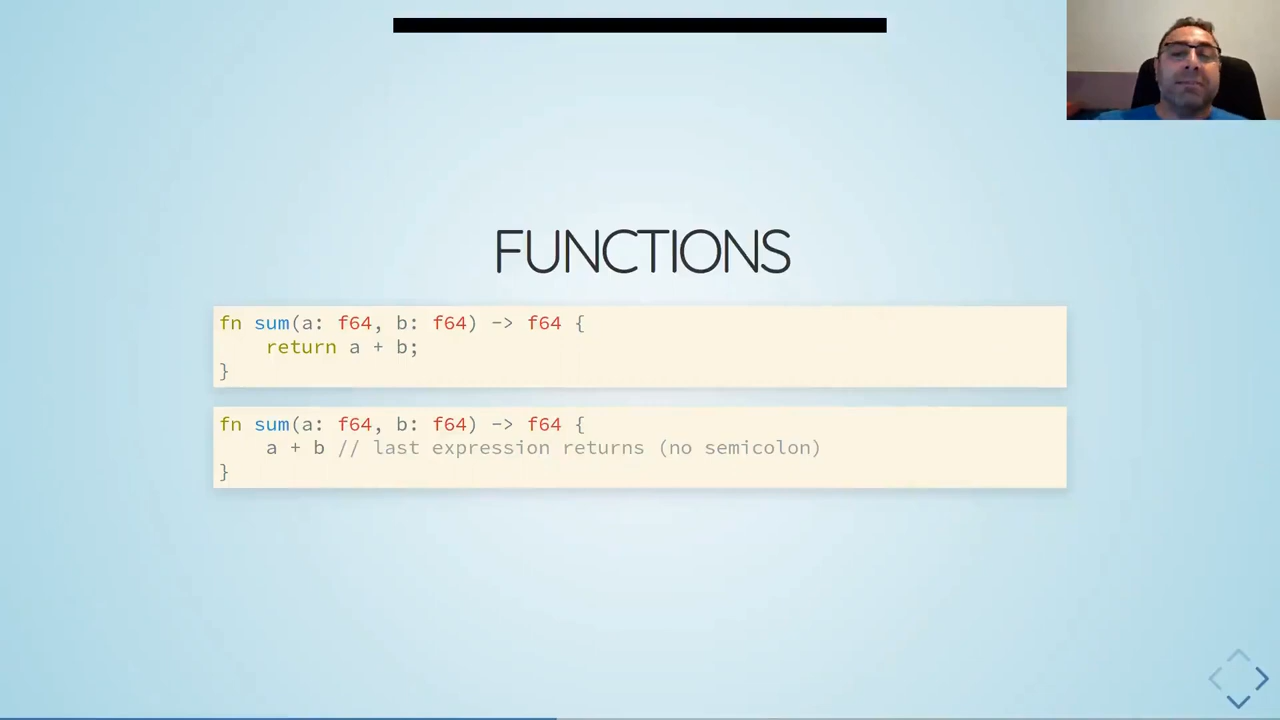 FUNCTIONS
fn sum(a: f64, b: f64) -> f64 {
    return a + b;
}
fn sum(a: f64, b: f64) -> f64 {
    a + b // last expression returns (no semicolon)
}